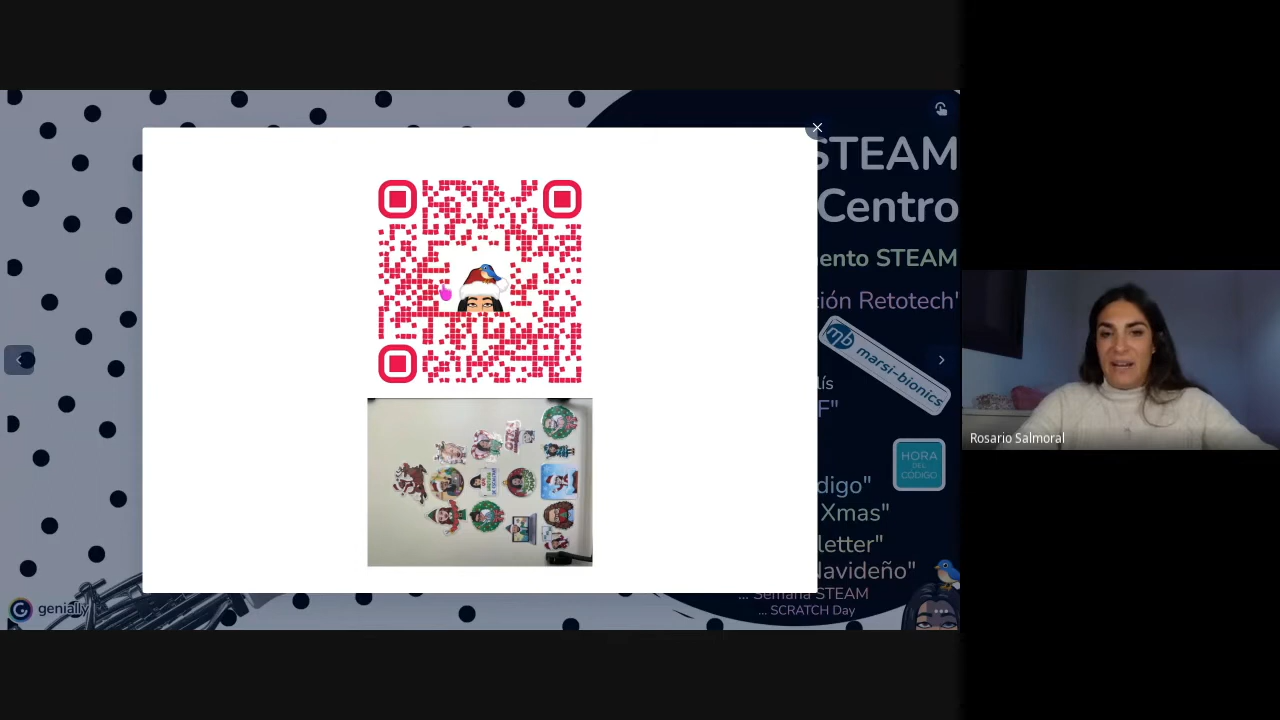 STEAM
Centro
ento STEAM
ción Retotech"
marsi-bionics
lís
F"
HORA
DEL
CÓDIGO
digo"
Xmas"
letter"
Navideño"
... Semana STEAM
... SCRATCH Day
genially
Rosario Salmoral